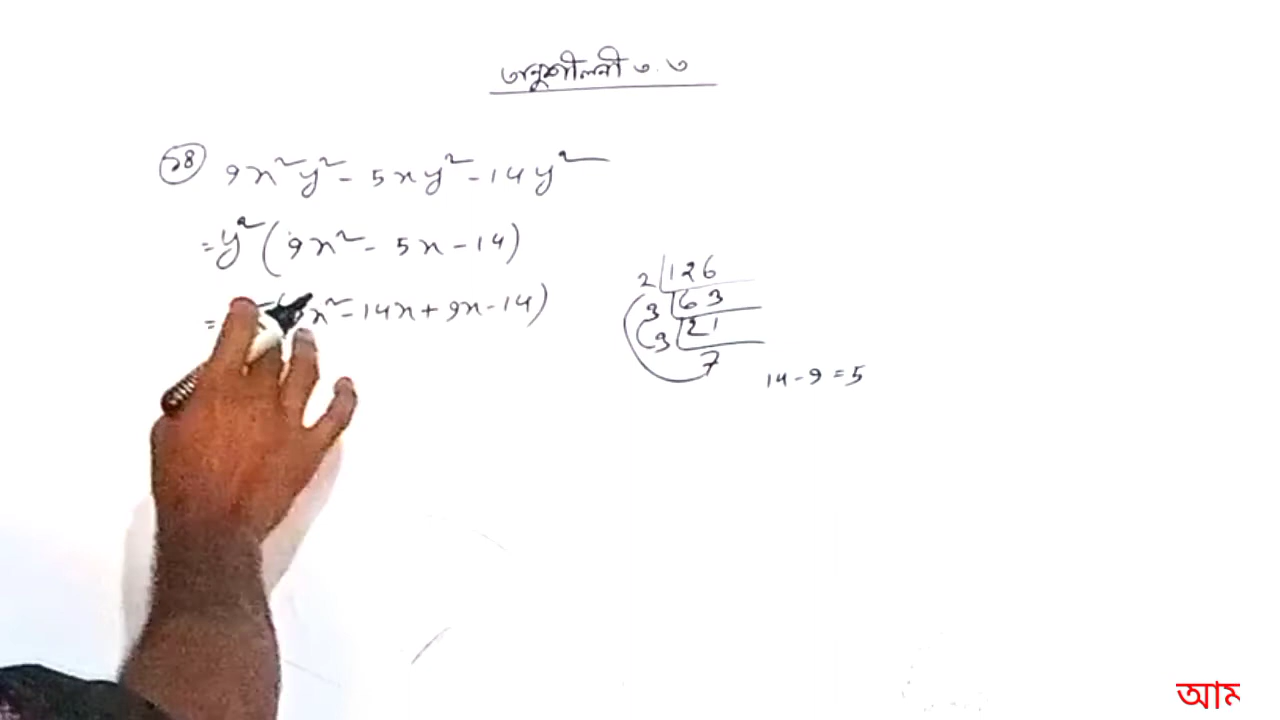 অনুশীলনী ৩.৩
১৪ 9x²y² - 5xy² - 14y²
= y² (9x² - 5x - 14)
= x² - 14x + 9x - 14)
2 126
3 63
3 21
7
14 - 9 = 5
আম